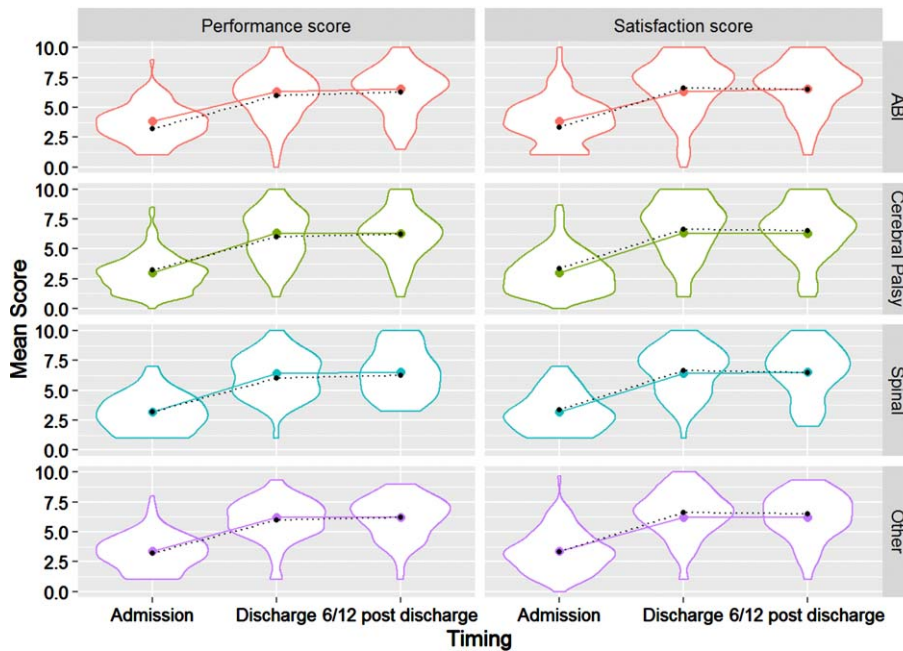 Performance score
Satisfaction score
Mean Score
10.0
7.5
5.0
2.5
0.0
ABI
10.0
7.5
5.0
2.5
0.0
Cerebral Palsy
10.0
7.5
5.0
2.5
0.0
Spinal
10.0
7.5
5.0
2.5
0.0
Other
Admission
Discharge
6/12 post discharge
Admission
Discharge
6/12 post discharge
Timing